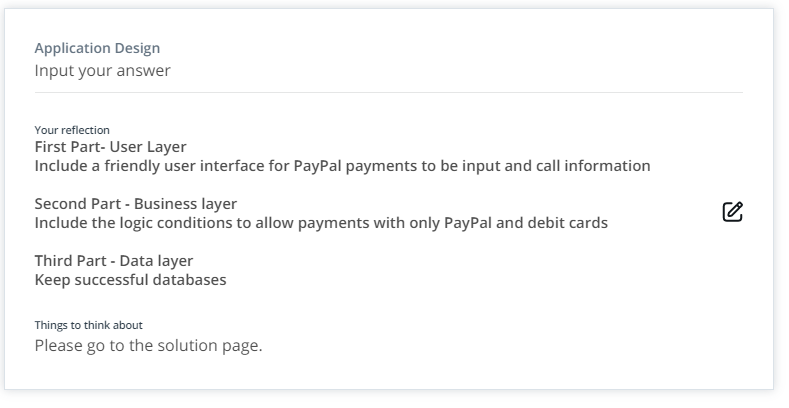 Application Design
Input your answer
Your reflection
First Part- User Layer
Include a friendly user interface for PayPal payments to be input and call information
Second Part - Business layer
Include the logic conditions to allow payments with only PayPal and debit cards
Third Part - Data layer
Keep successful databases
Things to think about
Please go to the solution page.